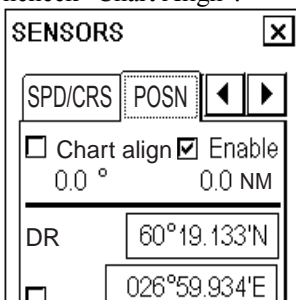 SENSORS
SPD/CRS POSN
Chart align Enable
0.0 ° 0.0 NM
DR 60°19.133'N
026°59.934'E